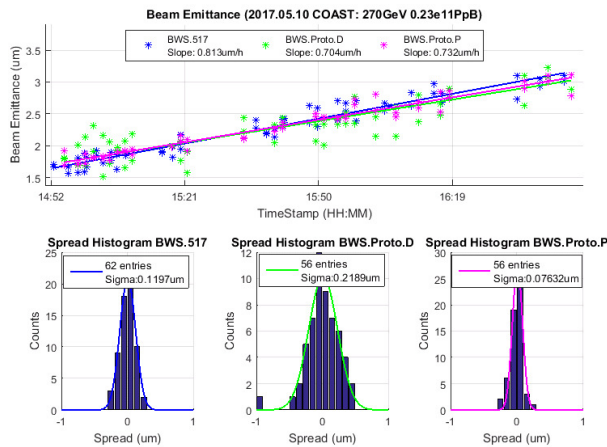 Beam Emittance (2017.05.10 COAST: 270GeV 0.23e11PpB)
BWS.517
Slope: 0.813um/h
BWS.Proto.D
Slope: 0.704um/h
BWS.Proto.P
Slope: 0.732um/h
Beam Emittance (um)
3.5
3
2.5
2
1.5
14:52
15:21
15:50
16:19
TimeStamp (HH:MM)
Spread Histogram BWS.517
62 entries
Sigma:0.1197um
Counts
25
20
15
10
5
0
-1
0
1
Spread (um)
Spread Histogram BWS.Proto.D
56 entries
Sigma:0.2189um
Counts
12
10
8
6
4
2
0
-1
0
1
Spread (um)
Spread Histogram BWS.Proto.P
56 entries
Sigma:0.07632um
Counts
30
25
20
15
10
5
0
-1
0
1
Spread (um)